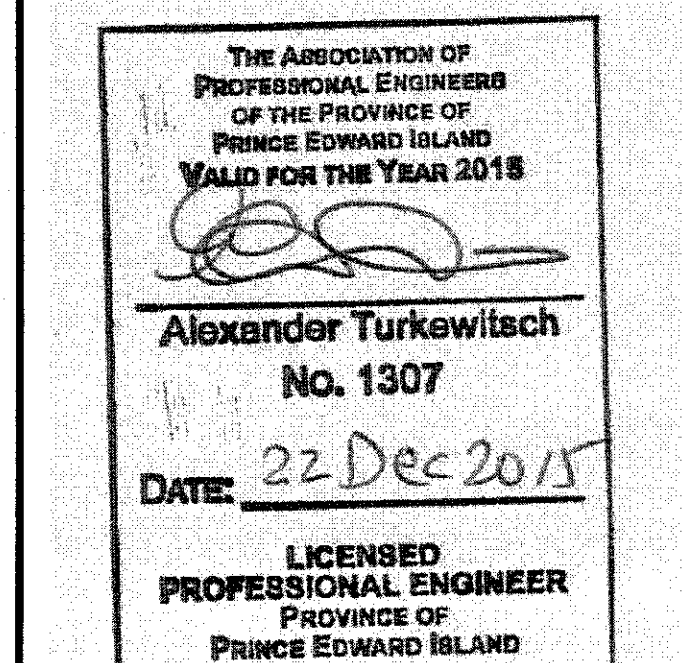 THE ASSOCIATION OF
PROFESSIONAL ENGINEERS
OF THE PROVINCE OF
PRINCE EDWARD ISLAND
VALID FOR THE YEAR 2015
Alexander Turkewitsch
No. 1307
DATE: 22 Dec 2015
LICENSED
PROFESSIONAL ENGINEER
PROVINCE OF
PRINCE EDWARD ISLAND